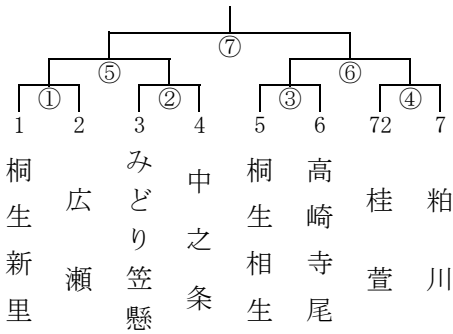 ⑦
⑤ ⑥
① ② ③ ④
1 2 3 4 5 6 72 7
桐生新里
広瀬
みどり笠懸
中之条
桐生相生
高崎寺尾
桂萱
粕川